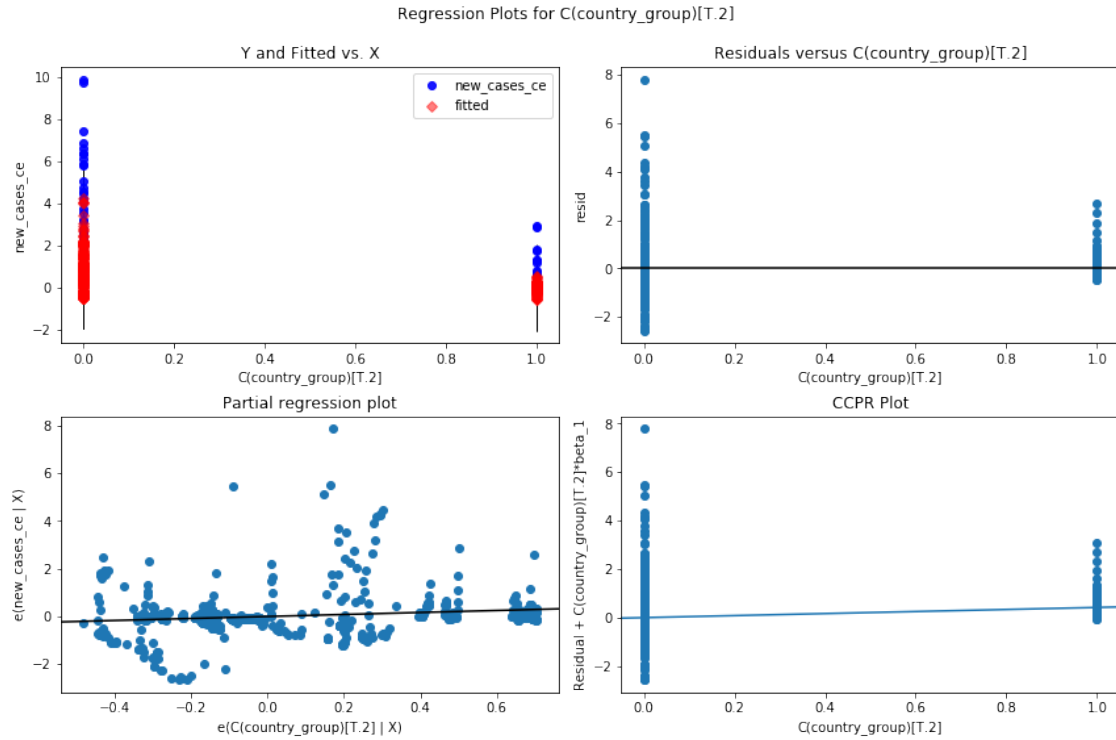 Regression Plots for C(country_group)[T.2]
Y and Fitted vs. X
new_cases_ce
fitted
10
8
6
4
2
0
−2
new_cases_ce
0.0 0.2 0.4 0.6 0.8 1.0
C(country_group)[T.2]
Residuals versus C(country_group)[T.2]
8
6
4
2
0
−2
resid
0.0 0.2 0.4 0.6 0.8 1.0
C(country_group)[T.2]
Partial regression plot
8
6
4
2
0
−2
e(new_cases_ce | X)
−0.4 −0.2 0.0 0.2 0.4 0.6
e(C(country_group)[T.2] | X)
CCPR Plot
8
6
4
2
0
−2
Residual + C(country_group)[T.2]*beta_1
0.0 0.2 0.4 0.6 0.8 1.0
C(country_group)[T.2]